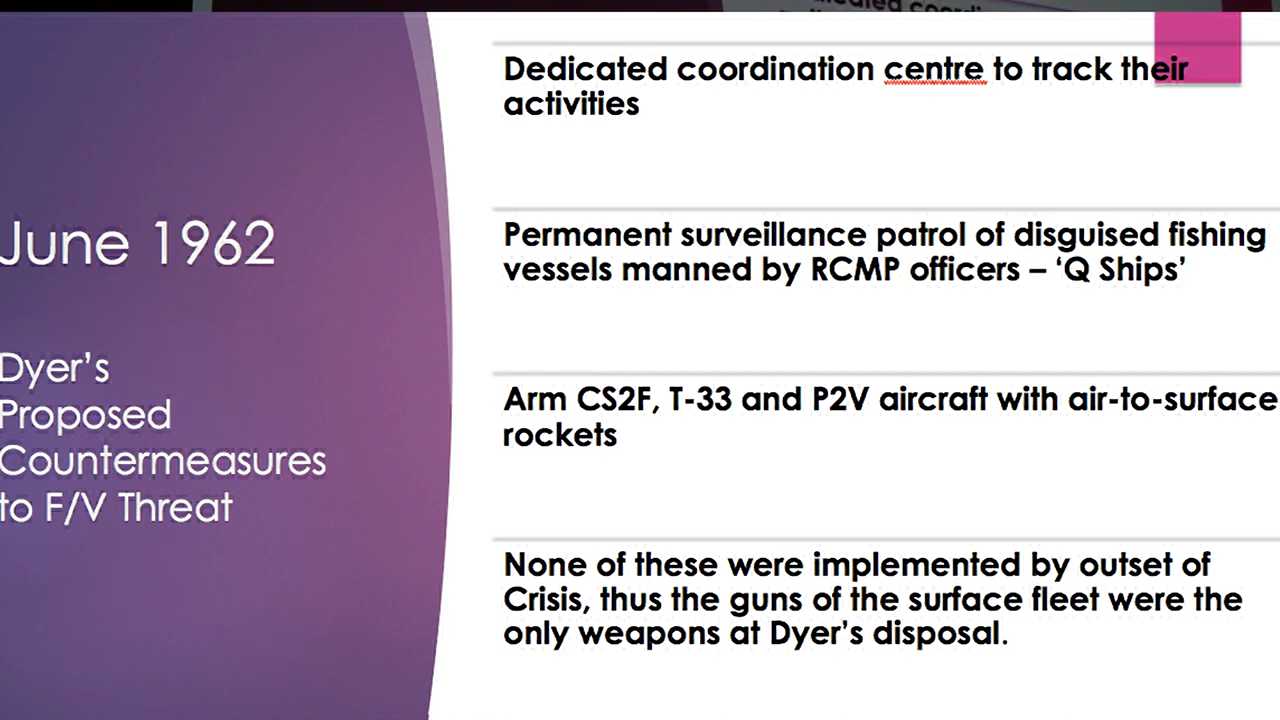 June 1962
Dyer's
Proposed
Countermeasures
to F/V Threat
Dedicated coordination centre to track their
activities
Permanent surveillance patrol of disguised fishing
vessels manned by RCMP officers – ‘Q Ships’
Arm CS2F, T-33 and P2V aircraft with air-to-surface
rockets
None of these were implemented by outset of
Crisis, thus the guns of the surface fleet were the
only weapons at Dyer’s disposal.